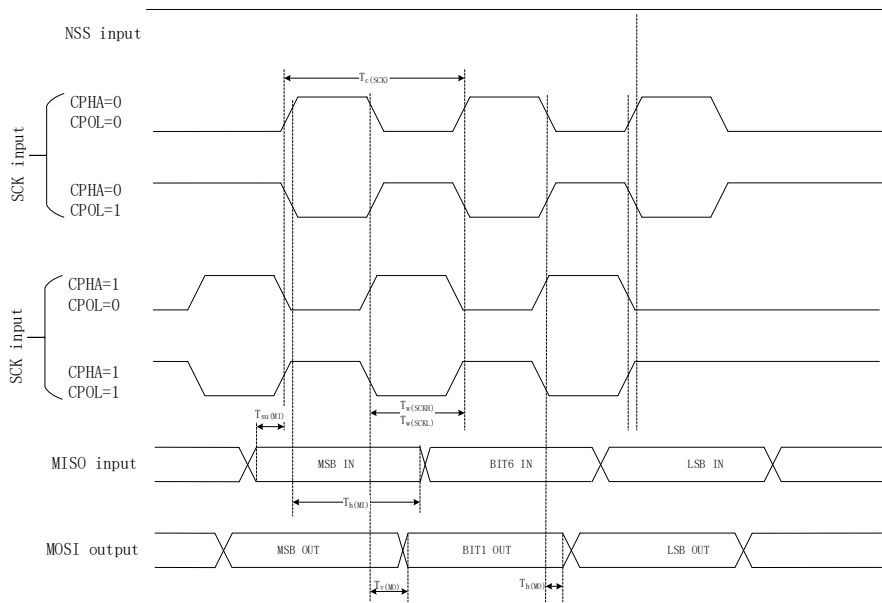 NSS input
Tc(SCK)
SCK input
CPHA=0
CPOL=0
CPHA=0
CPOL=1
SCK input
CPHA=1
CPOL=0
CPHA=1
CPOL=1
Tw(SCKH)
Tw(SCKL)
Tsu(MI)
MISO input
MSB IN
BIT6 IN
LSB IN
Th(MI)
MOSI output
MSB OUT
BIT1 OUT
LSB OUT
Tv(MO)
Th(MO)